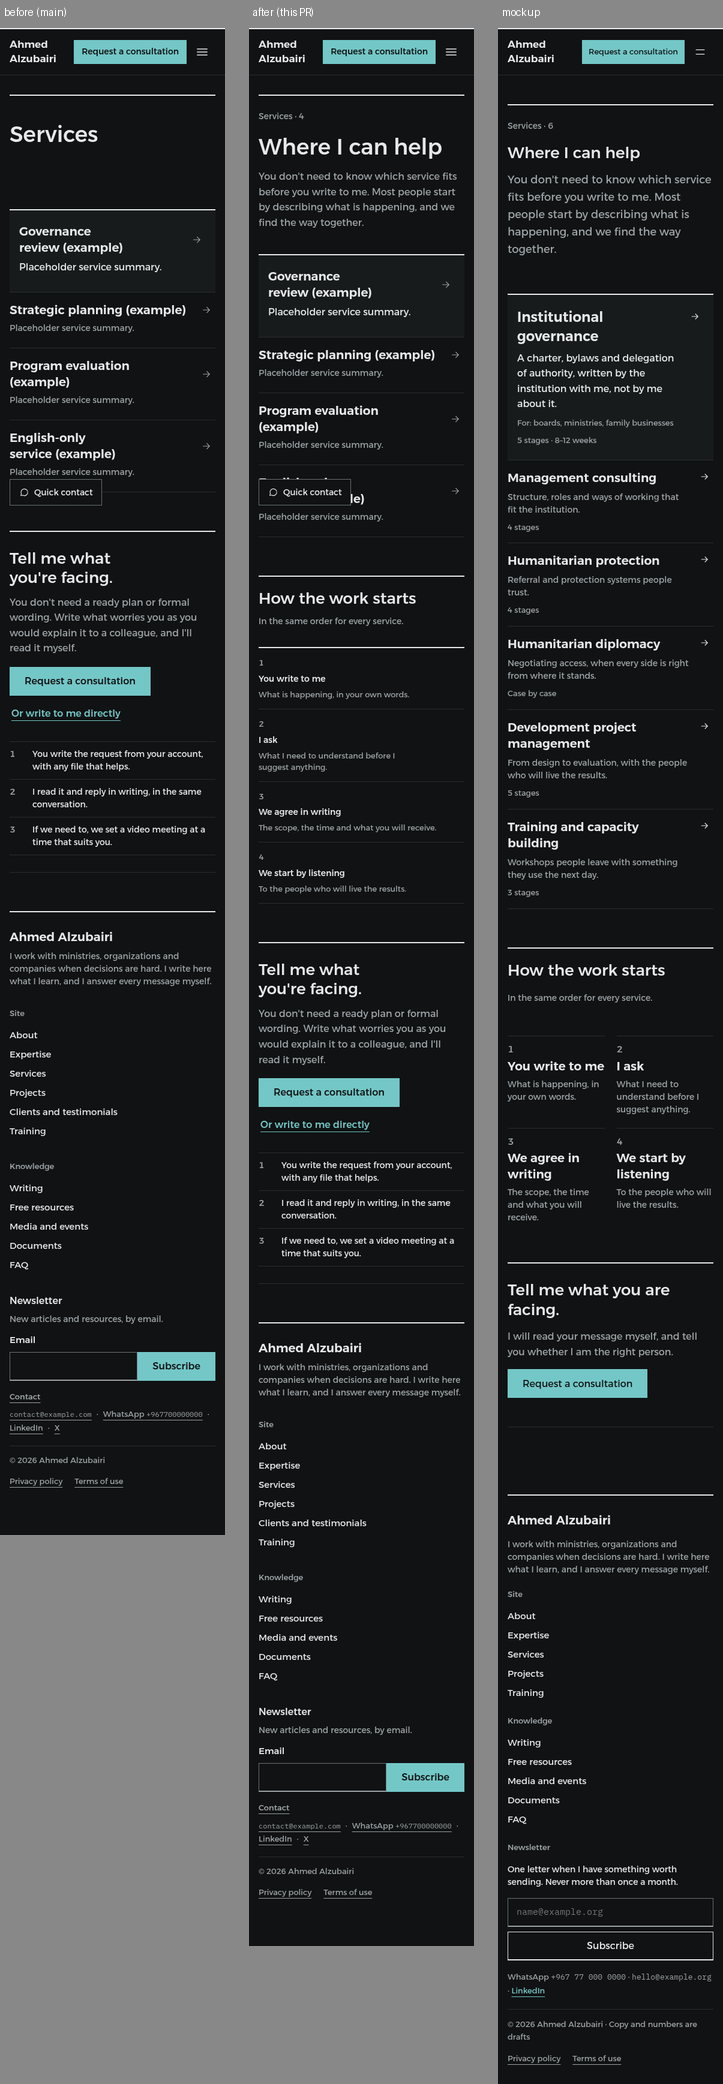 before (main)
Ahmed
Alzubairi
Request a consultation
Services
Governance
review (example)
→
Placeholder service summary.
Strategic planning (example)
→
Placeholder service summary.
Program evaluation
(example)
→
Placeholder service summary.
English-only
service (example)
→
Placeholder service summary.
Quick contact
Tell me what
you're facing.
You don't need a ready plan or formal
wording. Write what worries you as you
would explain it to a colleague, and I'll
read it myself.
Request a consultation
Or write to me directly
1 You write the request from your account,
with any file that helps.
2 I read it and reply in writing, in the same
conversation.
3 If we need to, we set a video meeting at a
time that suits you.
Ahmed Alzubairi
I work with ministries, organizations and
companies when decisions are hard. I write here
what I learn, and I answer every message myself.
Site
About
Expertise
Services
Projects
Clients and testimonials
Training
Knowledge
Writing
Free resources
Media and events
Documents
FAQ
Newsletter
New articles and resources, by email.
Email
Subscribe
Contact
contact@example.com · WhatsApp +967700000000 ·
LinkedIn · X
© 2026 Ahmed Alzubairi
Privacy policy Terms of use
after (this PR)
Ahmed
Alzubairi
Request a consultation
Services · 4
Where I can help
You don't need to know which service fits
before you write to me. Most people start
by describing what is happening, and we
find the way together.
Governance
review (example)
→
Placeholder service summary.
Strategic planning (example)
→
Placeholder service summary.
Program evaluation
(example)
→
Placeholder service summary.
→
Quick contact
Placeholder service summary.
How the work starts
In the same order for every service.
1
You write to me
What is happening, in your own words.
2
I ask
What I need to understand before I
suggest anything.
3
We agree in writing
The scope, the time and what you will receive.
4
We start by listening
To the people who will live the results.
Tell me what
you're facing.
You don't need a ready plan or formal
wording. Write what worries you as you
would explain it to a colleague, and I'll
read it myself.
Request a consultation
Or write to me directly
1 You write the request from your account,
with any file that helps.
2 I read it and reply in writing, in the same
conversation.
3 If we need to, we set a video meeting at a
time that suits you.
Ahmed Alzubairi
I work with ministries, organizations and
companies when decisions are hard. I write here
what I learn, and I answer every message myself.
Site
About
Expertise
Services
Projects
Clients and testimonials
Training
Knowledge
Writing
Free resources
Media and events
Documents
FAQ
Newsletter
New articles and resources, by email.
Email
Subscribe
Contact
contact@example.com · WhatsApp +967700000000 ·
LinkedIn · X
© 2026 Ahmed Alzubairi
Privacy policy Terms of use
mockup
Ahmed
Alzubairi
Request a consultation
Services · 6
Where I can help
You don't need to know which service
fits before you write to me. Most
people start by describing what is
happening, and we find the way
together.
Institutional
governance
→
A charter, bylaws and delegation
of authority, written by the
institution with me, not by me
about it.
For: boards, ministries, family businesses
5 stages · 8–12 weeks
Management consulting
→
Structure, roles and ways of working that
fit the institution.
4 stages
Humanitarian protection
→
Referral and protection systems people
trust.
4 stages
Humanitarian diplomacy
→
Negotiating access, when every side is right
from where it stands.
Case by case
Development project
management
→
From design to evaluation, with the people
who will live the results.
5 stages
Training and capacity
building
→
Workshops people leave with something
they use the next day.
3 stages
How the work starts
In the same order for every service.
1
You write to me
What is happening, in
your own words.
2
I ask
What I need to
understand before I
suggest anything.
3
We agree in
writing
The scope, the time
and what you will
receive.
4
We start by
listening
To the people who will
live the results.
Tell me what you are
facing.
I will read your message myself, and tell
you whether I am the right person.
Request a consultation
Ahmed Alzubairi
I work with ministries, organizations and
companies when decisions are hard. I write here
what I learn, and I answer every message myself.
Site
About
Expertise
Services
Projects
Training
Knowledge
Writing
Free resources
Media and events
Documents
FAQ
Newsletter
One letter when I have something worth
sending. Never more than once a month.
name@example.org
Subscribe
WhatsApp +967 77 000 0000 · hello@example.org
· LinkedIn
© 2026 Ahmed Alzubairi · Copy and numbers are
drafts
Privacy policy Terms of use